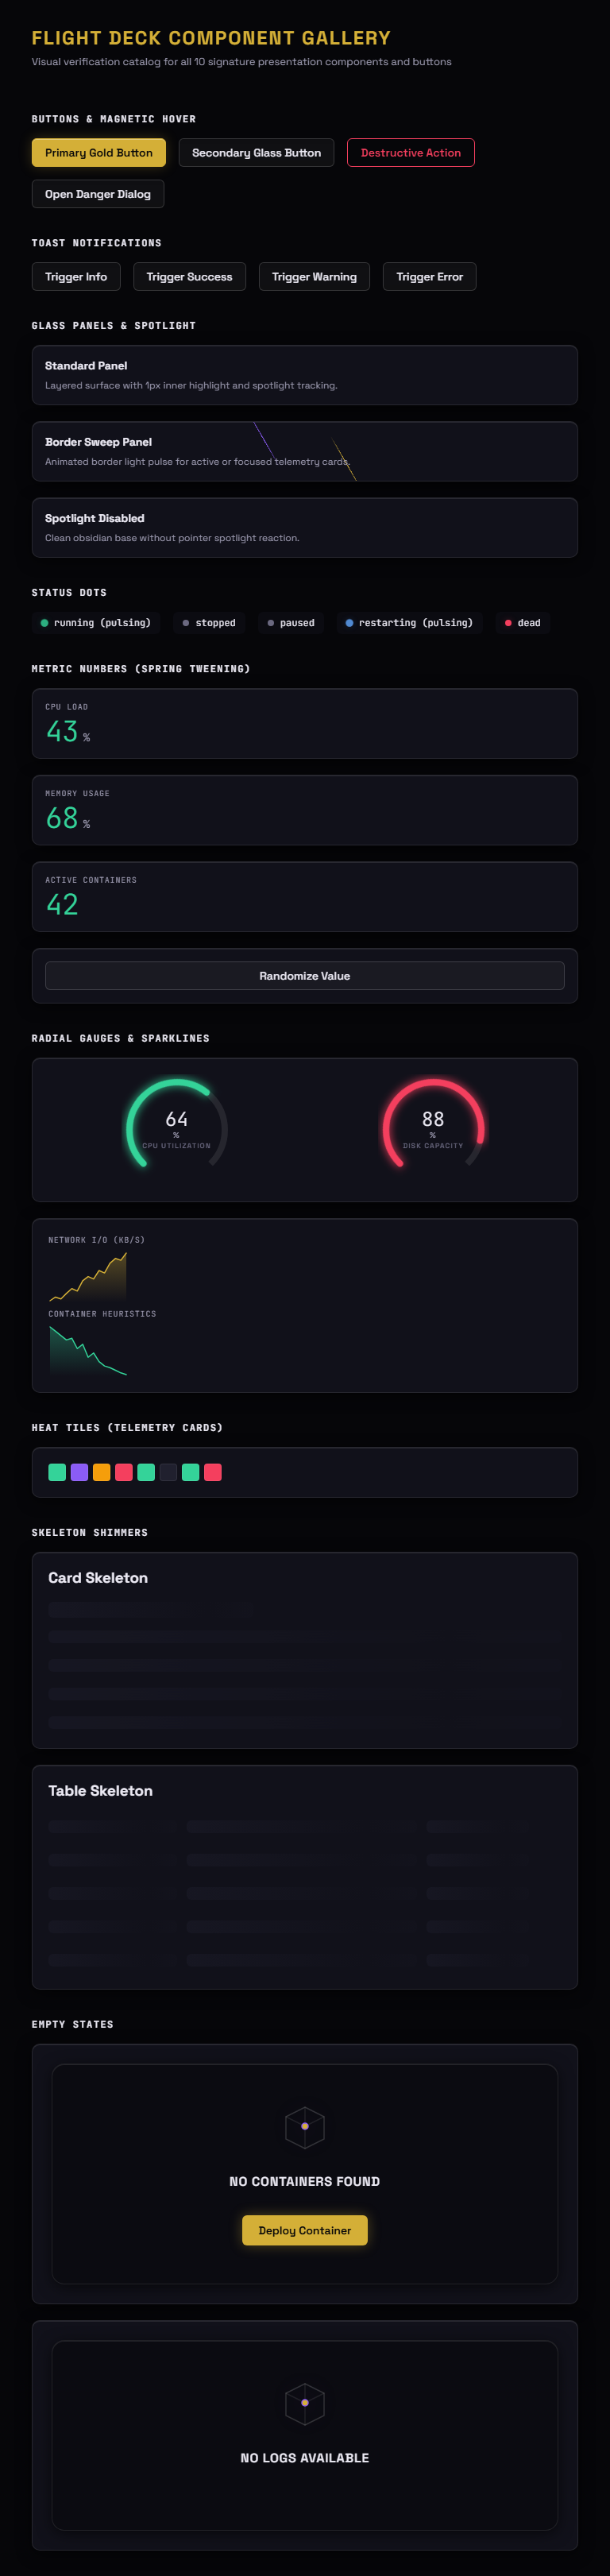 FLIGHT DECK COMPONENT GALLERY
Visual verification catalog for all 10 signature presentation components and buttons
BUTTONS & MAGNETIC HOVER
Primary Gold Button
Secondary Glass Button
Destructive Action
Open Danger Dialog
TOAST NOTIFICATIONS
Trigger Info
Trigger Success
Trigger Warning
Trigger Error
GLASS PANELS & SPOTLIGHT
Standard Panel
Layered surface with 1px inner highlight and spotlight tracking.
Border Sweep Panel
Animated border light pulse for active or focused telemetry cards.
Spotlight Disabled
Clean obsidian base without pointer spotlight reaction.
STATUS DOTS
running (pulsing)
stopped
paused
restarting (pulsing)
dead
METRIC NUMBERS (SPRING TWEENING)
CPU LOAD
43 %
MEMORY USAGE
68 %
ACTIVE CONTAINERS
42
Randomize Value
RADIAL GAUGES & SPARKLINES
64
%
CPU UTILIZATION
88
%
DISK CAPACITY
NETWORK I/O (KB/S)
CONTAINER HEURISTICS
HEAT TILES (TELEMETRY CARDS)
SKELETON SHIMMERS
Card Skeleton
Table Skeleton
EMPTY STATES
NO CONTAINERS FOUND
Deploy Container
NO LOGS AVAILABLE